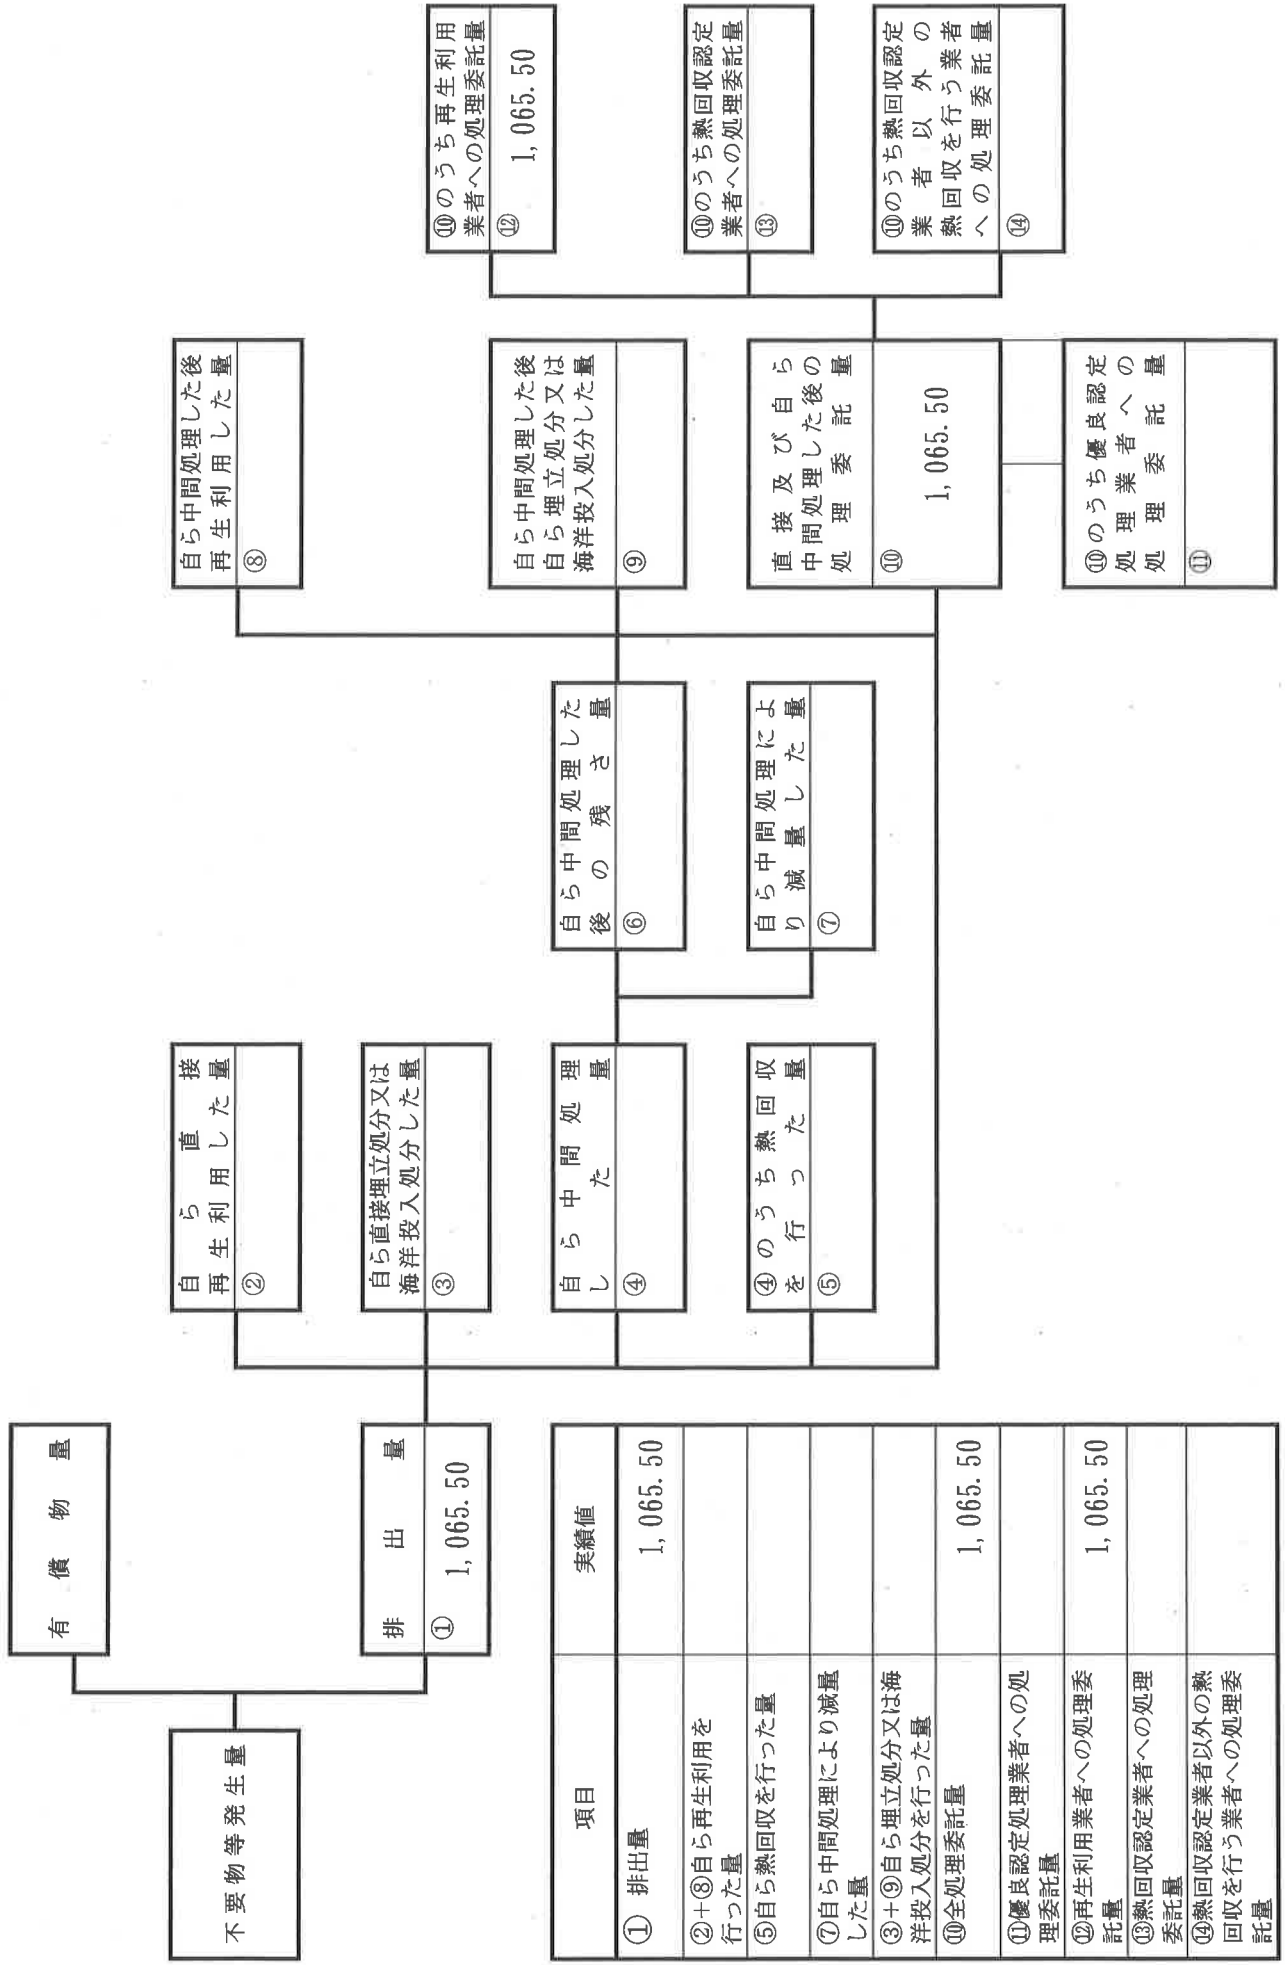 不要物等発生量
有償物量
排出量
① 1,065.50
自ら直接
再生利用した量
②
自ら直接埋立処分又は
海洋投入処分した量
③
自ら中間処理
した量
④
④のうち熱回収
を行った量
⑤
自ら中間処理した
後の残さ量
⑥
自ら中間処理によ
り減量した量
⑦
自ら中間処理した後
再生利用した量
⑧
自ら中間処理した後
自ら埋立処分又は
海洋投入処分した量
⑨
直接及び自ら
中間処理した後の
処理委託量
⑩ 1,065.50
⑩のうち優良認定
処理業者への
処理委託量
⑪
⑩のうち再生利用
業者への処理委託量
⑫ 1,065.50
⑩のうち熱回収認定
業者への処理委託量
⑬
⑩のうち熱回収認定
業者以外の
熱回収を行う業者
への処理委託量
⑭
項目 実績値
① 排出量 1,065.50
②+⑧自ら再生利用を
行った量
⑤自ら熱回収を行った量
⑦自ら中間処理により減量
した量
③+⑨自ら埋立処分又は海
洋投入処分を行った量
⑩全処理委託量 1,065.50
⑪優良認定処理業者への処
理委託量
⑫再生利用業者への処理委
託量 1,065.50
⑬熱回収認定業者への処理
委託量
⑭熱回収認定業者以外の熱
回収を行う業者への処理委
託量